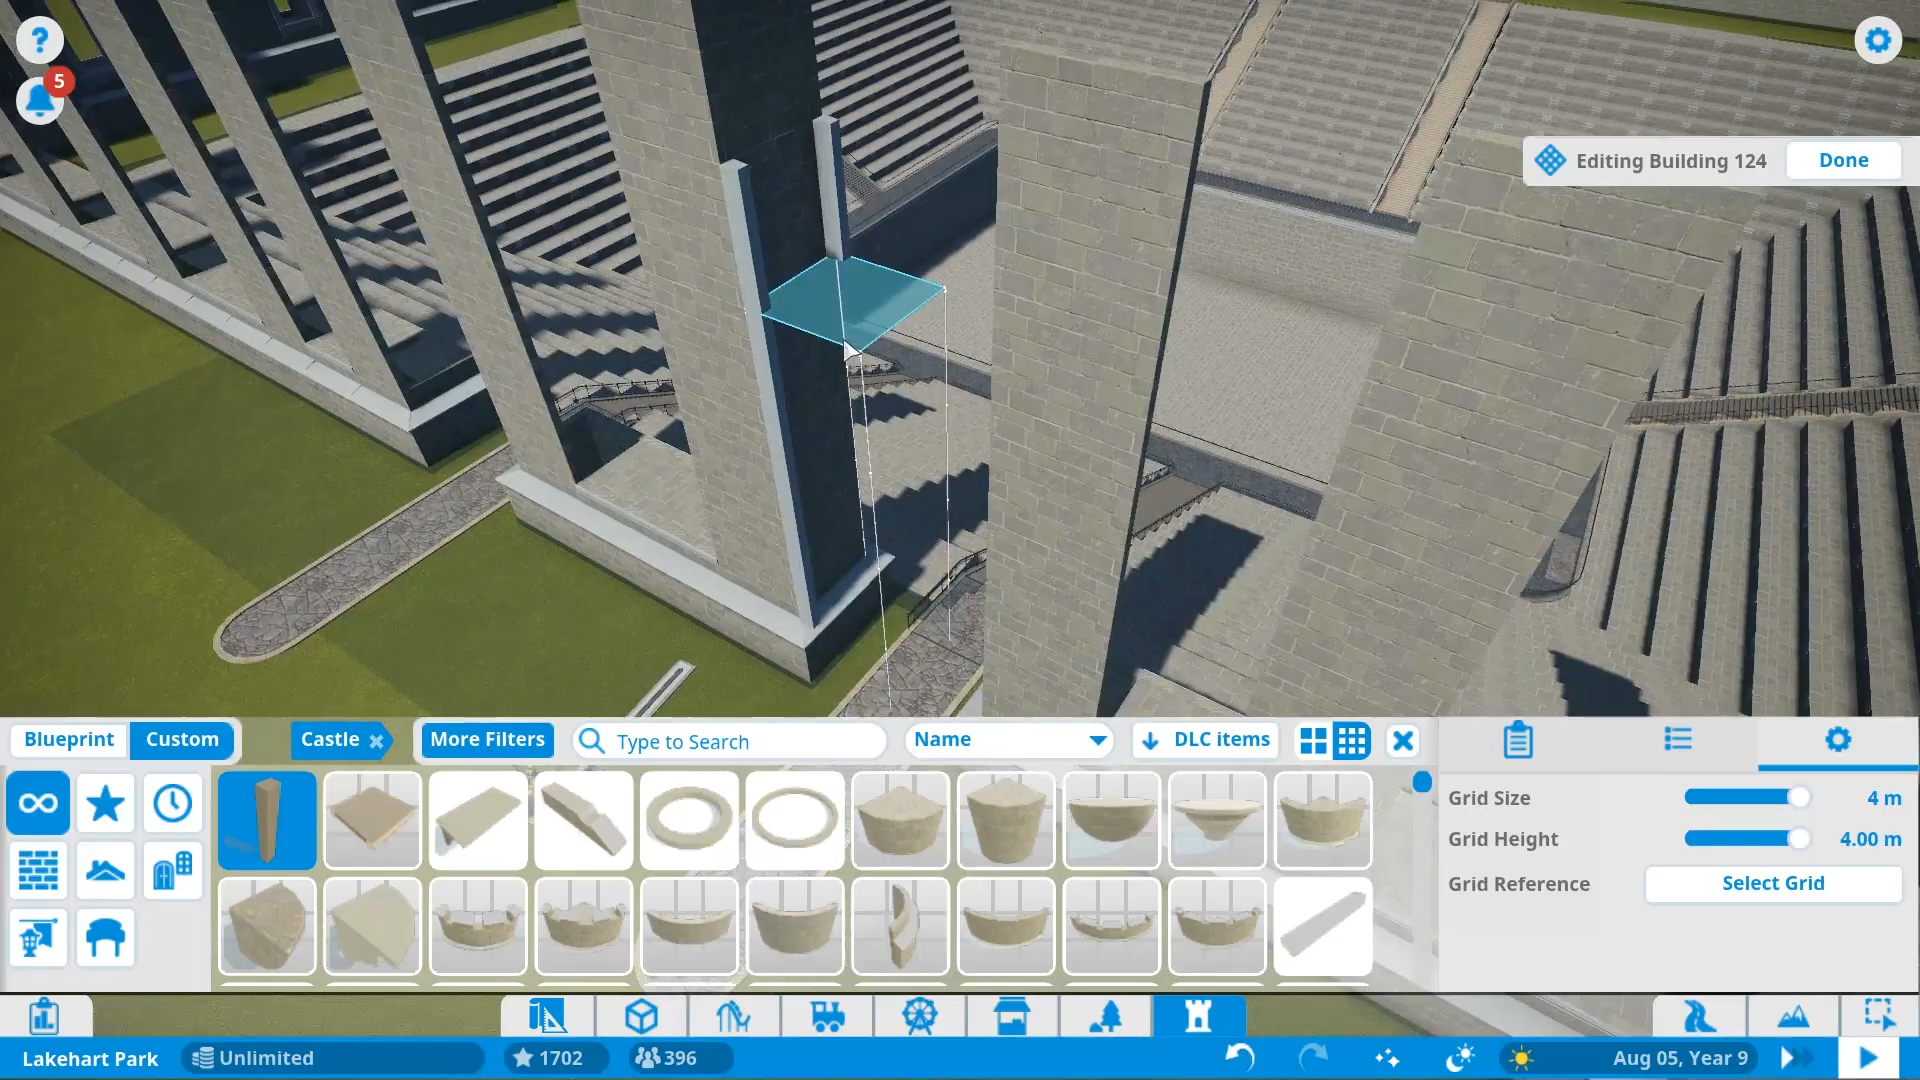 ?
5
Editing Building 124
Done
Blueprint
Custom
Castle
More Filters
Type to Search
Name
DLC items
Grid Size
4 m
Grid Height
4.00 m
Grid Reference
Select Grid
Lakehart Park
Unlimited
1702
396
Aug 05, Year 9